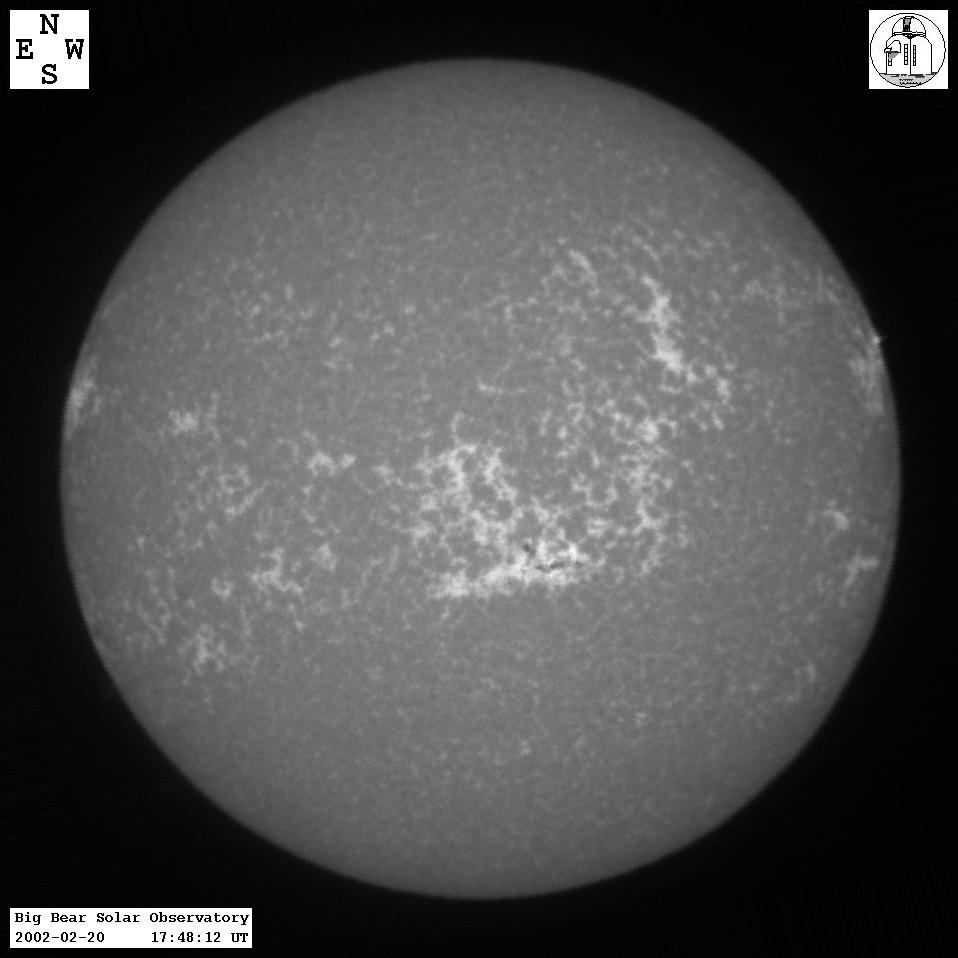 N
E W
S
Big Bear Solar Observatory
2002-02-20 17:48:12 UT